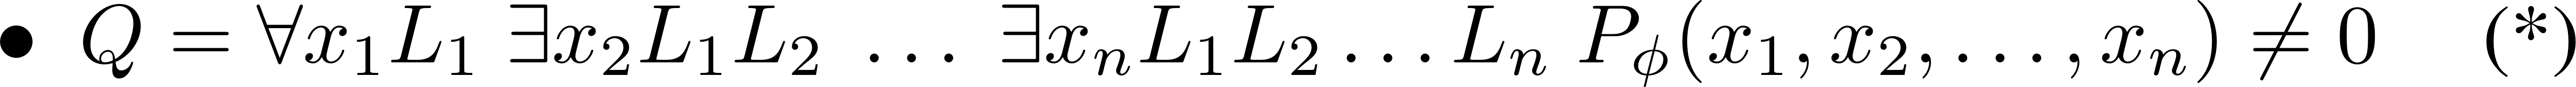 • Q = ∀x₁L₁ ∃x₂L₁L₂ … ∃xₙL₁L₂…Lₙ P_ϕ(x₁, x₂, …, xₙ) ≠ 0 (*)